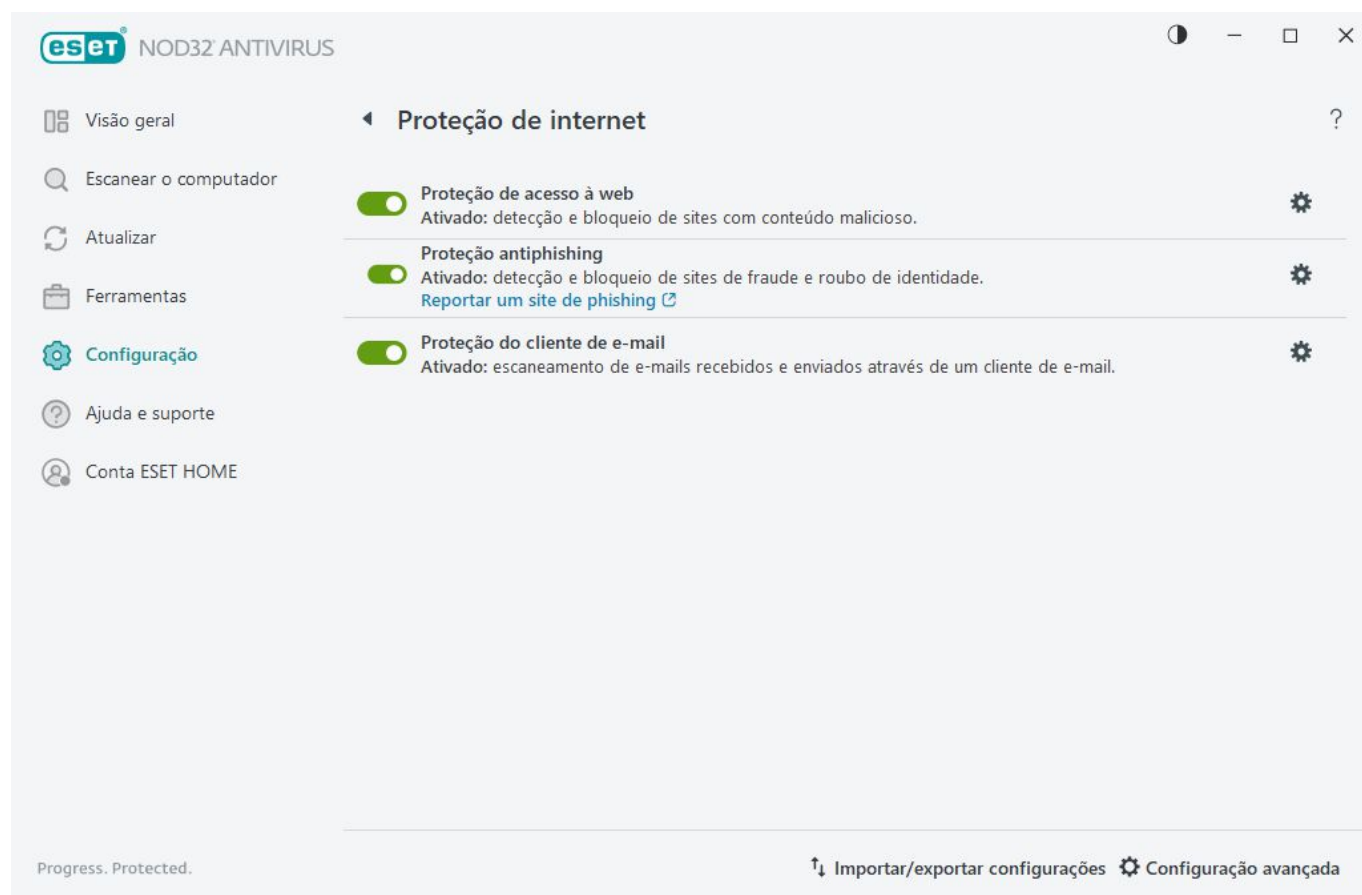 eset® NOD32® ANTIVIRUS
Visão geral
Escanear o computador
Atualizar
Ferramentas
Configuração
Ajuda e suporte
Conta ESET HOME
Proteção de internet
?
Proteção de acesso à web
Ativado: detecção e bloqueio de sites com conteúdo malicioso.
Proteção antiphishing
Ativado: detecção e bloqueio de sites de fraude e roubo de identidade.
Reportar um site de phishing
Proteção do cliente de e-mail
Ativado: escaneamento de e-mails recebidos e enviados através de um cliente de e-mail.
Progress. Protected.
Importar/exportar configurações
Configuração avançada